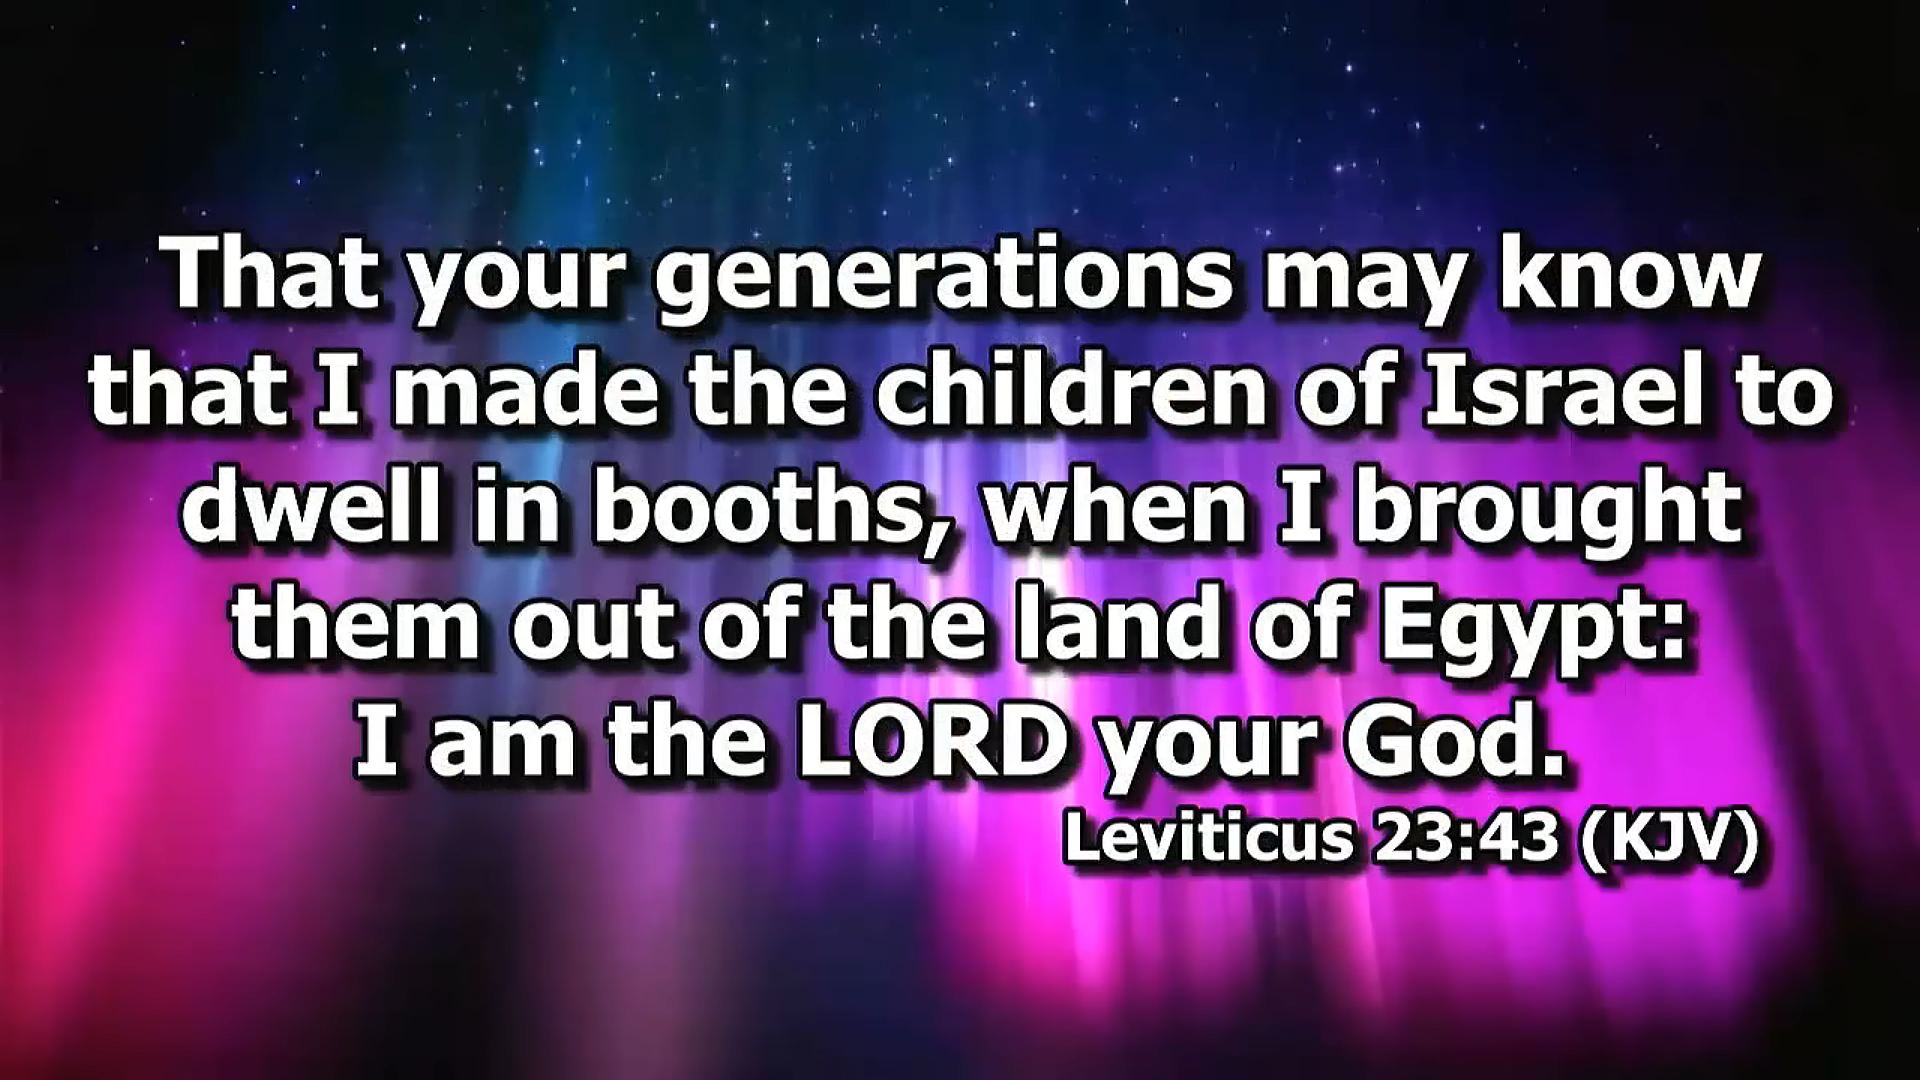 That your generations may know
that I made the children of Israel to
dwell in booths, when I brought
them out of the land of Egypt:
I am the LORD your God.
Leviticus 23:43 (KJV)